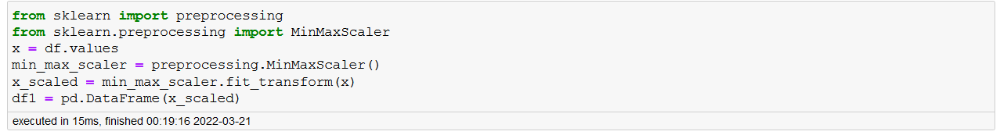 from sklearn import preprocessing
from sklearn.preprocessing import MinMaxScaler
x = df.values
min_max_scaler = preprocessing.MinMaxScaler()
x_scaled = min_max_scaler.fit_transform(x)
df1 = pd.DataFrame(x_scaled)
executed in 15ms, finished 00:19:16 2022-03-21